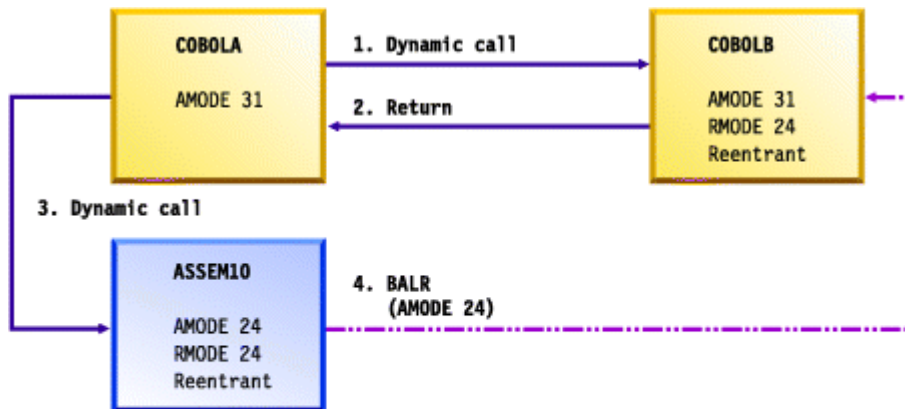 COBOLA
AMODE 31
1. Dynamic call
2. Return
COBOLB
AMODE 31
RMODE 24
Reentrant
3. Dynamic call
ASSEM10
AMODE 24
RMODE 24
Reentrant
4. BALR
(AMODE 24)